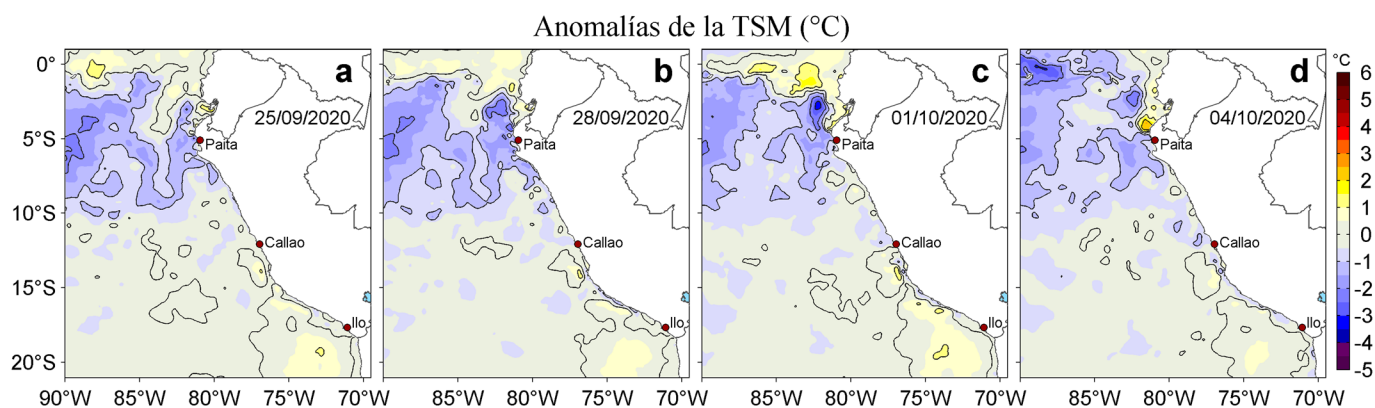 Anomalías de la TSM (°C)
a
25/09/2020
Paita
Callao
Ilo
b
28/09/2020
Paita
Callao
Ilo
c
01/10/2020
Paita
Callao
Ilo
d
04/10/2020
Paita
Callao
Ilo
0°
5°S
10°S
15°S
20°S
90°W 85°W 80°W 75°W 70°W
85°W 80°W 75°W 70°W
85°W 80°W 75°W 70°W
85°W 80°W 75°W 70°W
°C
6
5
4
3
2
1
0
-1
-2
-3
-4
-5